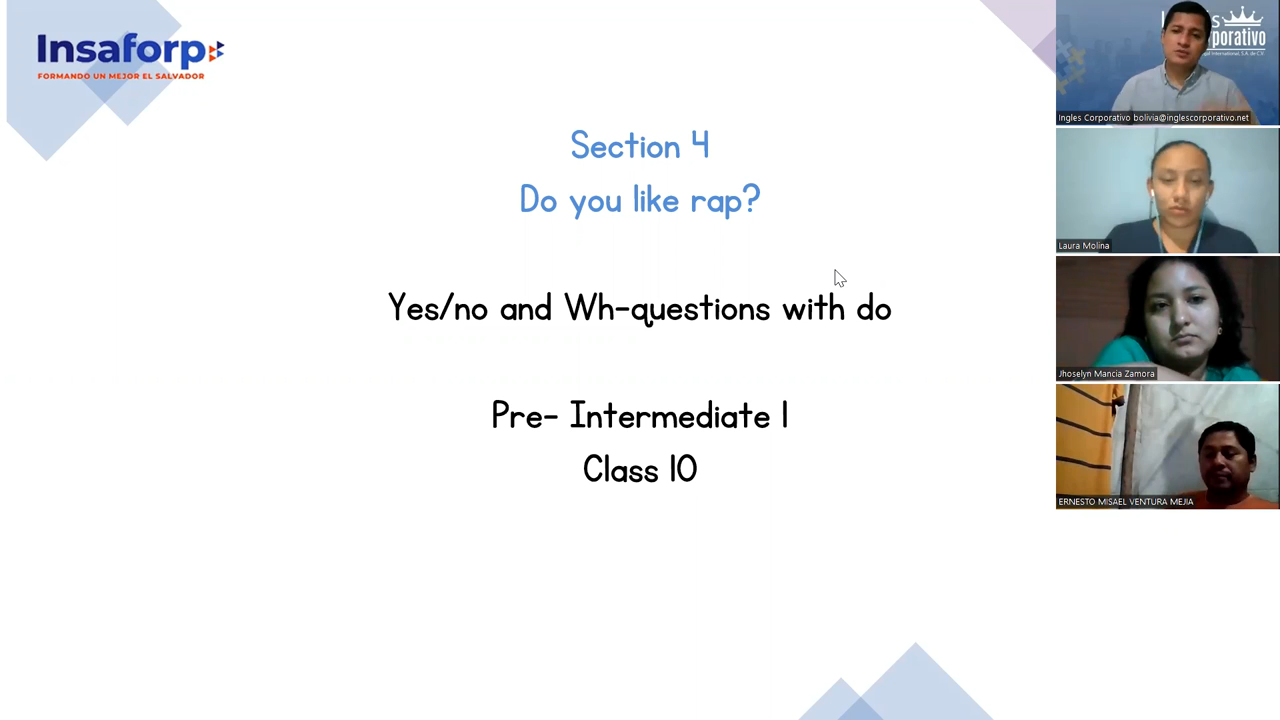 Insaforp
FORMANDO UN MEJOR EL SALVADOR
Section 4
Do you like rap?
Yes/no and Wh-questions with do
Pre- Intermediate 1
Class 10
Ingles Corporativo bolivia@inglescorporativo.net
Laura Molina
Jhoselyn Mancia Zamora
ERNESTO MISAEL VENTURA MEJIA